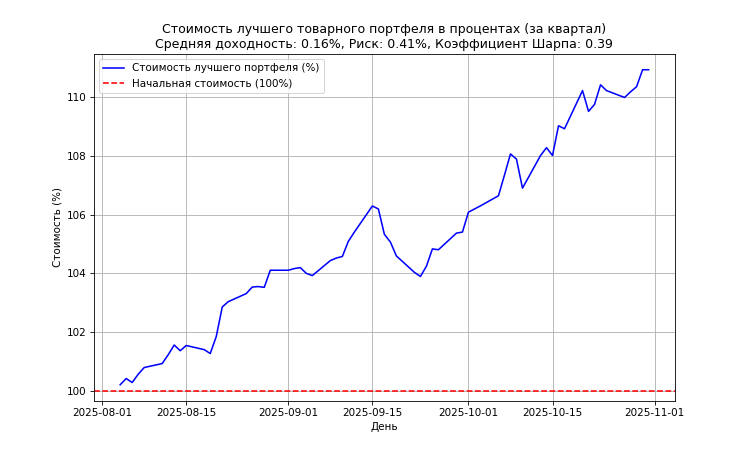 Стоимость лучшего товарного портфеля в процентах (за квартал)
Средняя доходность: 0.16%, Риск: 0.41%, Коэффициент Шарпа: 0.39
Стоимость лучшего портфеля (%)
Начальная стоимость (100%)
Стоимость (%)
110
108
106
104
102
100
2025-08-01
2025-08-15
2025-09-01
2025-09-15
2025-10-01
2025-10-15
2025-11-01
День